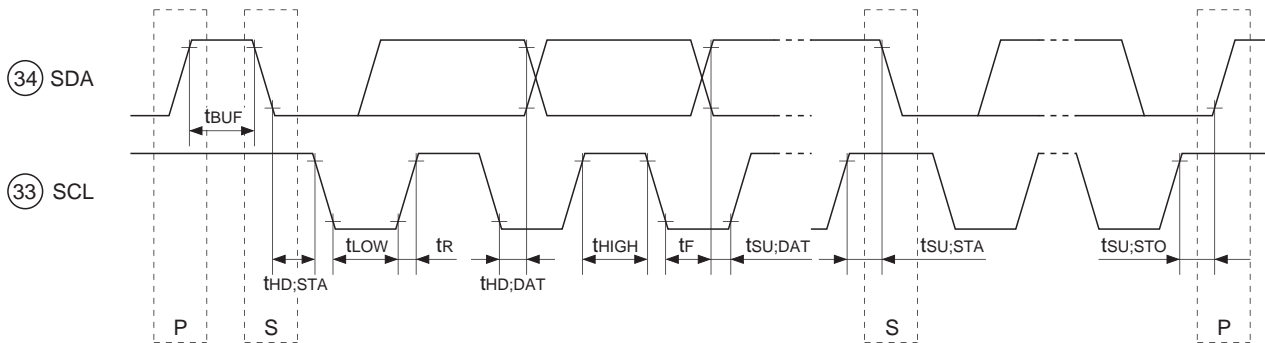 34 SDA
tBUF
33 SCL
tLOW tR tHIGH tF tSU;DAT tSU;STA tSU;STO
tHD;STA tHD;DAT
P S S P